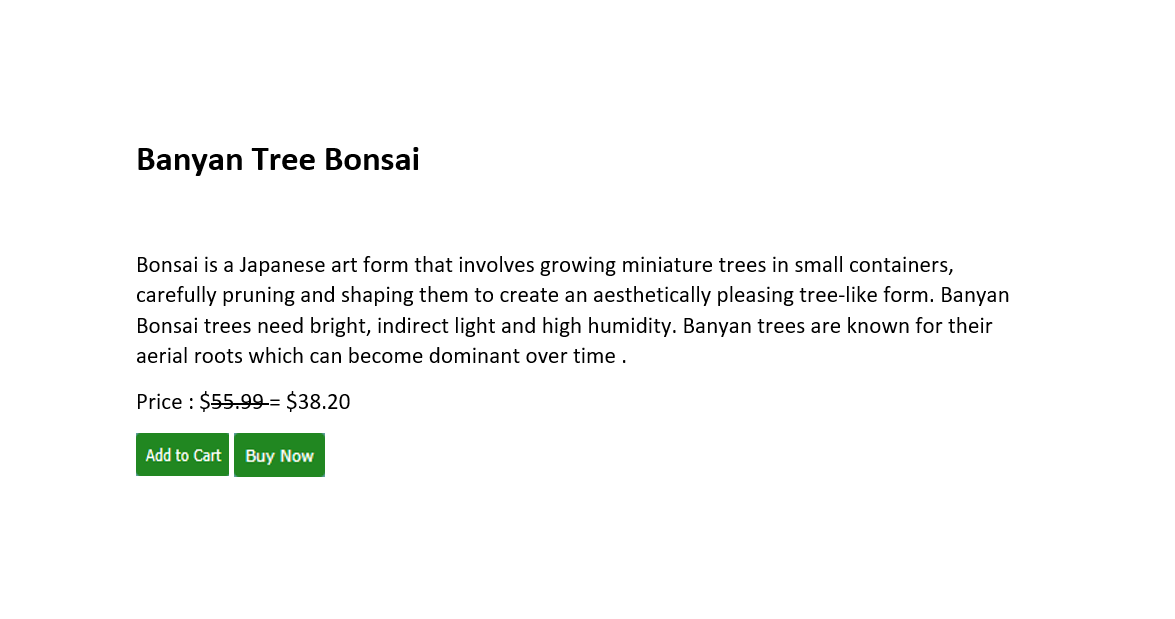 Banyan Tree Bonsai
Bonsai is a Japanese art form that involves growing miniature trees in small containers,
carefully pruning and shaping them to create an aesthetically pleasing tree-like form. Banyan
Bonsai trees need bright, indirect light and high humidity. Banyan trees are known for their
aerial roots which can become dominant over time .
Price : $55.99 = $38.20
Add to Cart Buy Now